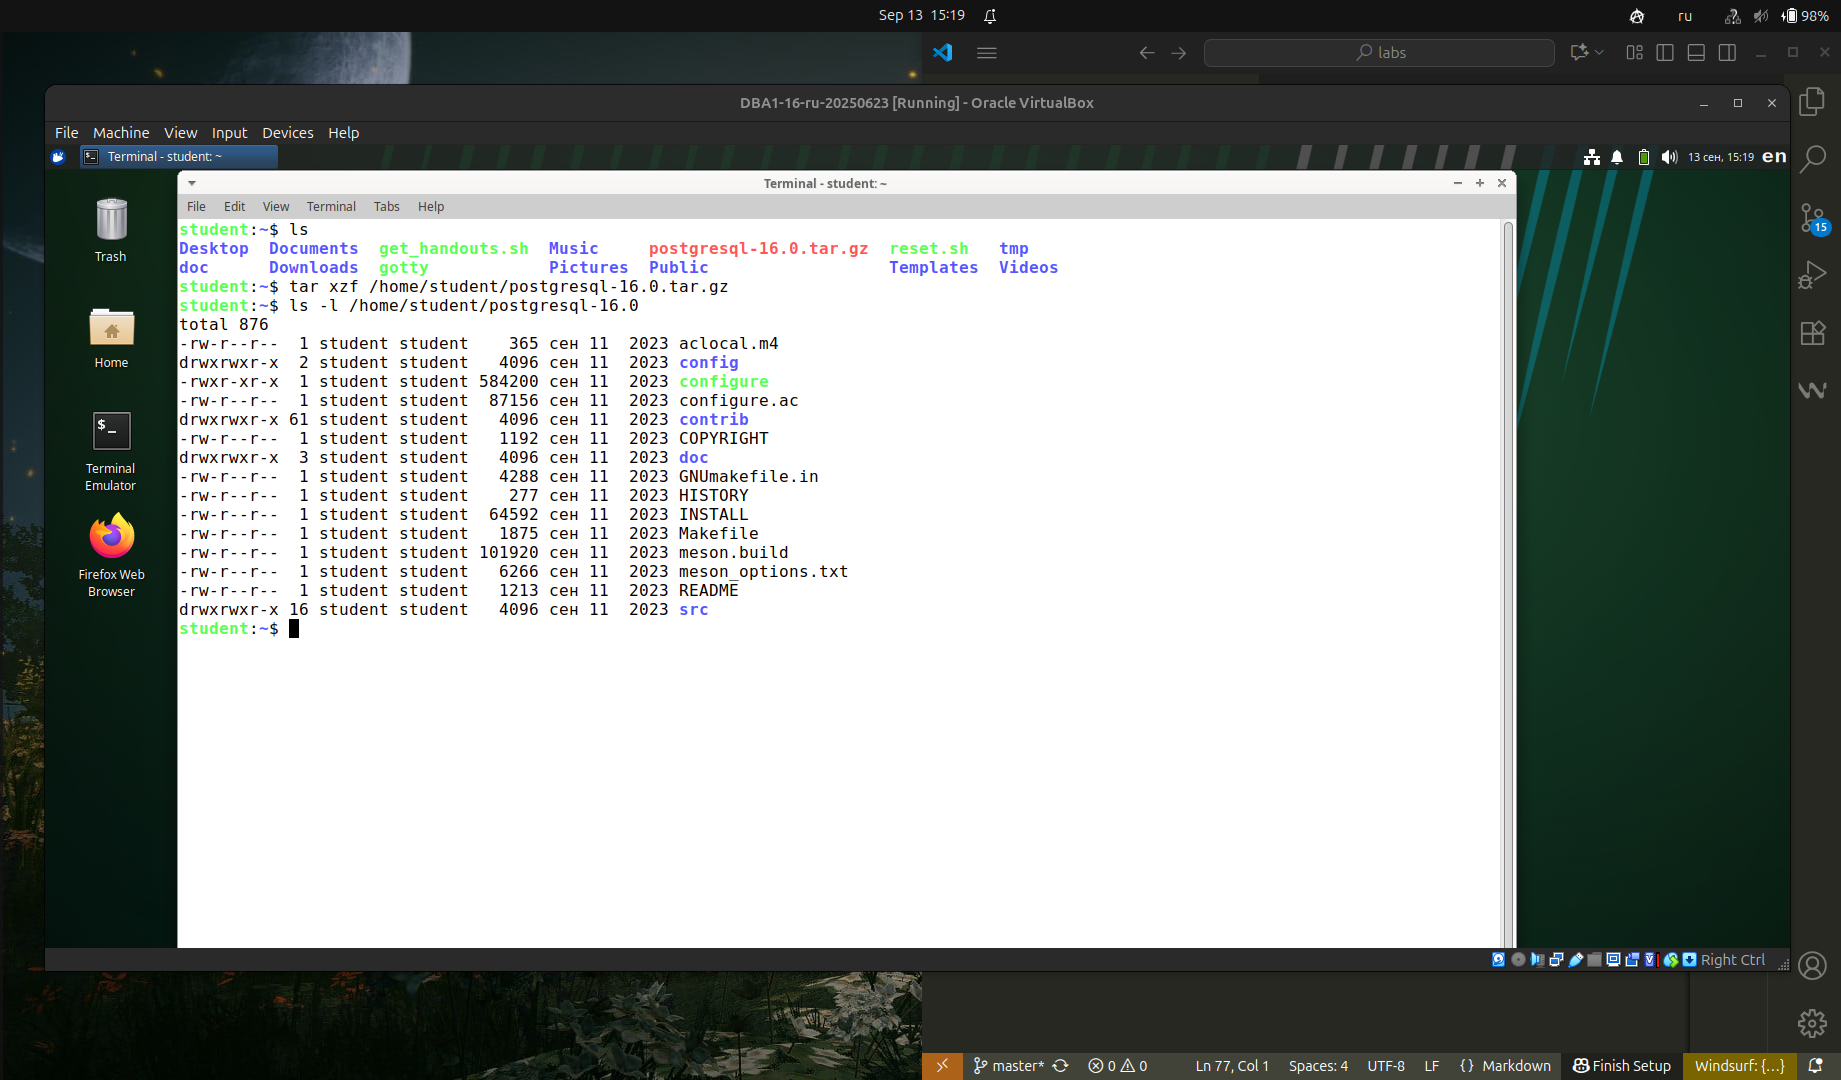 Sep 13 15:19
ru
98%
labs
DBA1-16-ru-20250623 [Running] - Oracle VirtualBox
File Machine View Input Devices Help
Terminal - student: ~
13 сен, 15:19 en
Terminal - student: ~
File Edit View Terminal Tabs Help
Trash
Home
Terminal
Emulator
Firefox Web
Browser
student:~$ ls
Desktop Documents get_handouts.sh Music postgresql-16.0.tar.gz reset.sh tmp
doc Downloads gotty Pictures Public Templates Videos
student:~$ tar xzf /home/student/postgresql-16.0.tar.gz
student:~$ ls -l /home/student/postgresql-16.0
total 876
-rw-r--r-- 1 student student 365 сен 11 2023 aclocal.m4
drwxrwxr-x 2 student student 4096 сен 11 2023 config
-rwxr-xr-x 1 student student 584200 сен 11 2023 configure
-rw-r--r-- 1 student student 87156 сен 11 2023 configure.ac
drwxrwxr-x 61 student student 4096 сен 11 2023 contrib
-rw-r--r-- 1 student student 1192 сен 11 2023 COPYRIGHT
drwxrwxr-x 3 student student 4096 сен 11 2023 doc
-rw-r--r-- 1 student student 4288 сен 11 2023 GNUmakefile.in
-rw-r--r-- 1 student student 277 сен 11 2023 HISTORY
-rw-r--r-- 1 student student 64592 сен 11 2023 INSTALL
-rw-r--r-- 1 student student 1875 сен 11 2023 Makefile
-rw-r--r-- 1 student student 101920 сен 11 2023 meson.build
-rw-r--r-- 1 student student 6266 сен 11 2023 meson_options.txt
-rw-r--r-- 1 student student 1213 сен 11 2023 README
drwxrwxr-x 16 student student 4096 сен 11 2023 src
student:~$
15
Right Ctrl
master* 0 0 Ln 77, Col 1 Spaces: 4 UTF-8 LF {} Markdown Finish Setup Windsurf: {...}